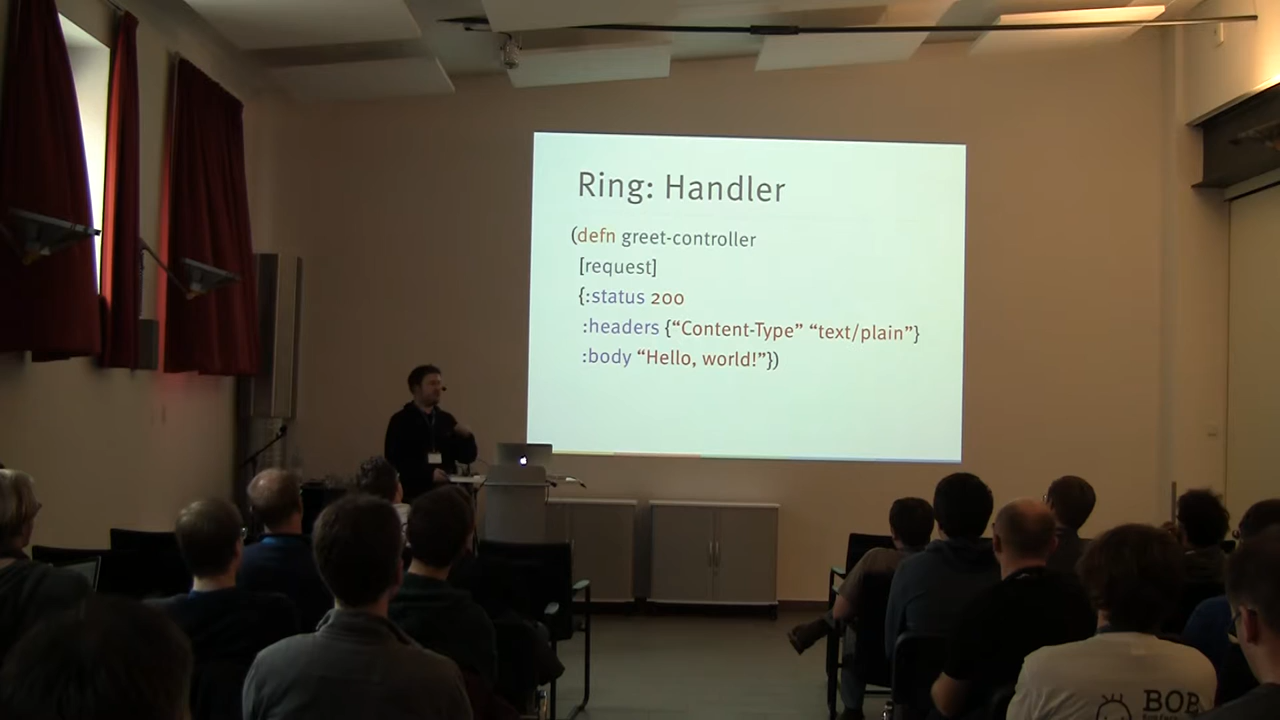 Ring: Handler
(defn greet-controller
[request]
{:status 200
:headers {“Content-Type” “text/plain”}
:body “Hello, world!”})
BOB